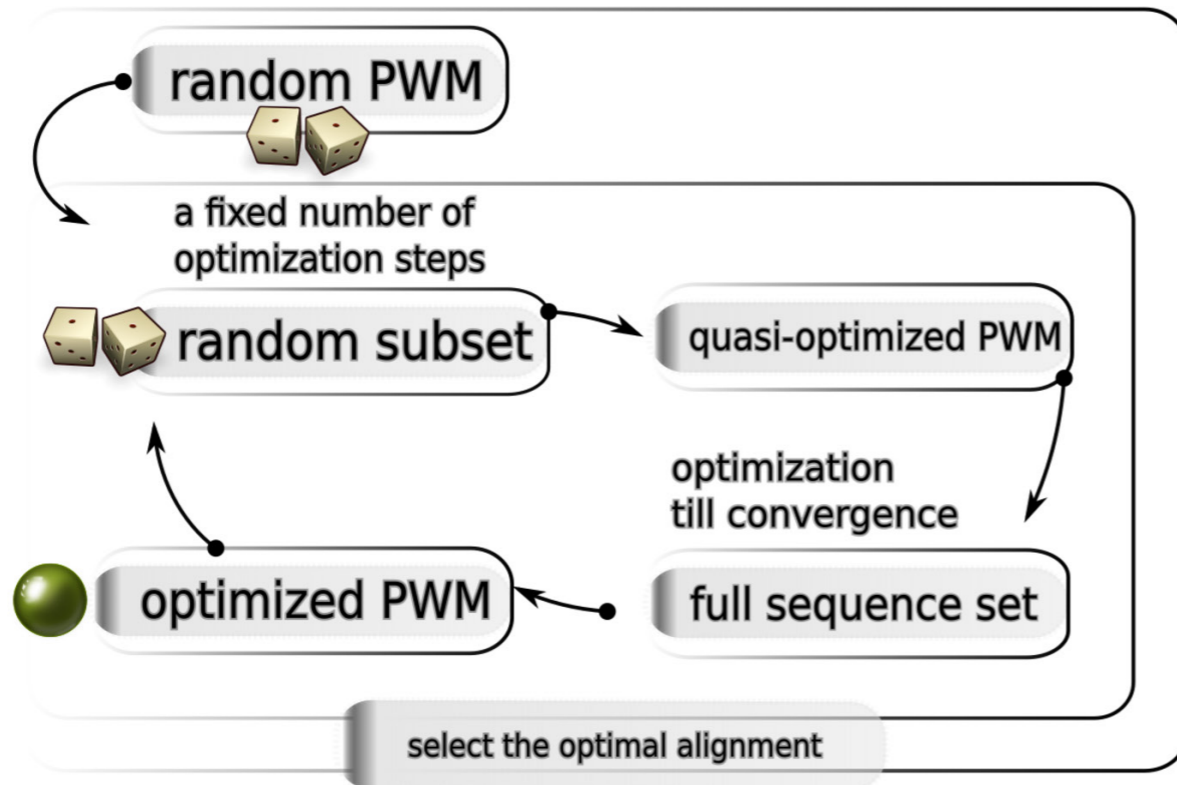 random PWM
a fixed number of
optimization steps
random subset
quasi-optimized PWM
optimization
till convergence
optimized PWM
full sequence set
select the optimal alignment